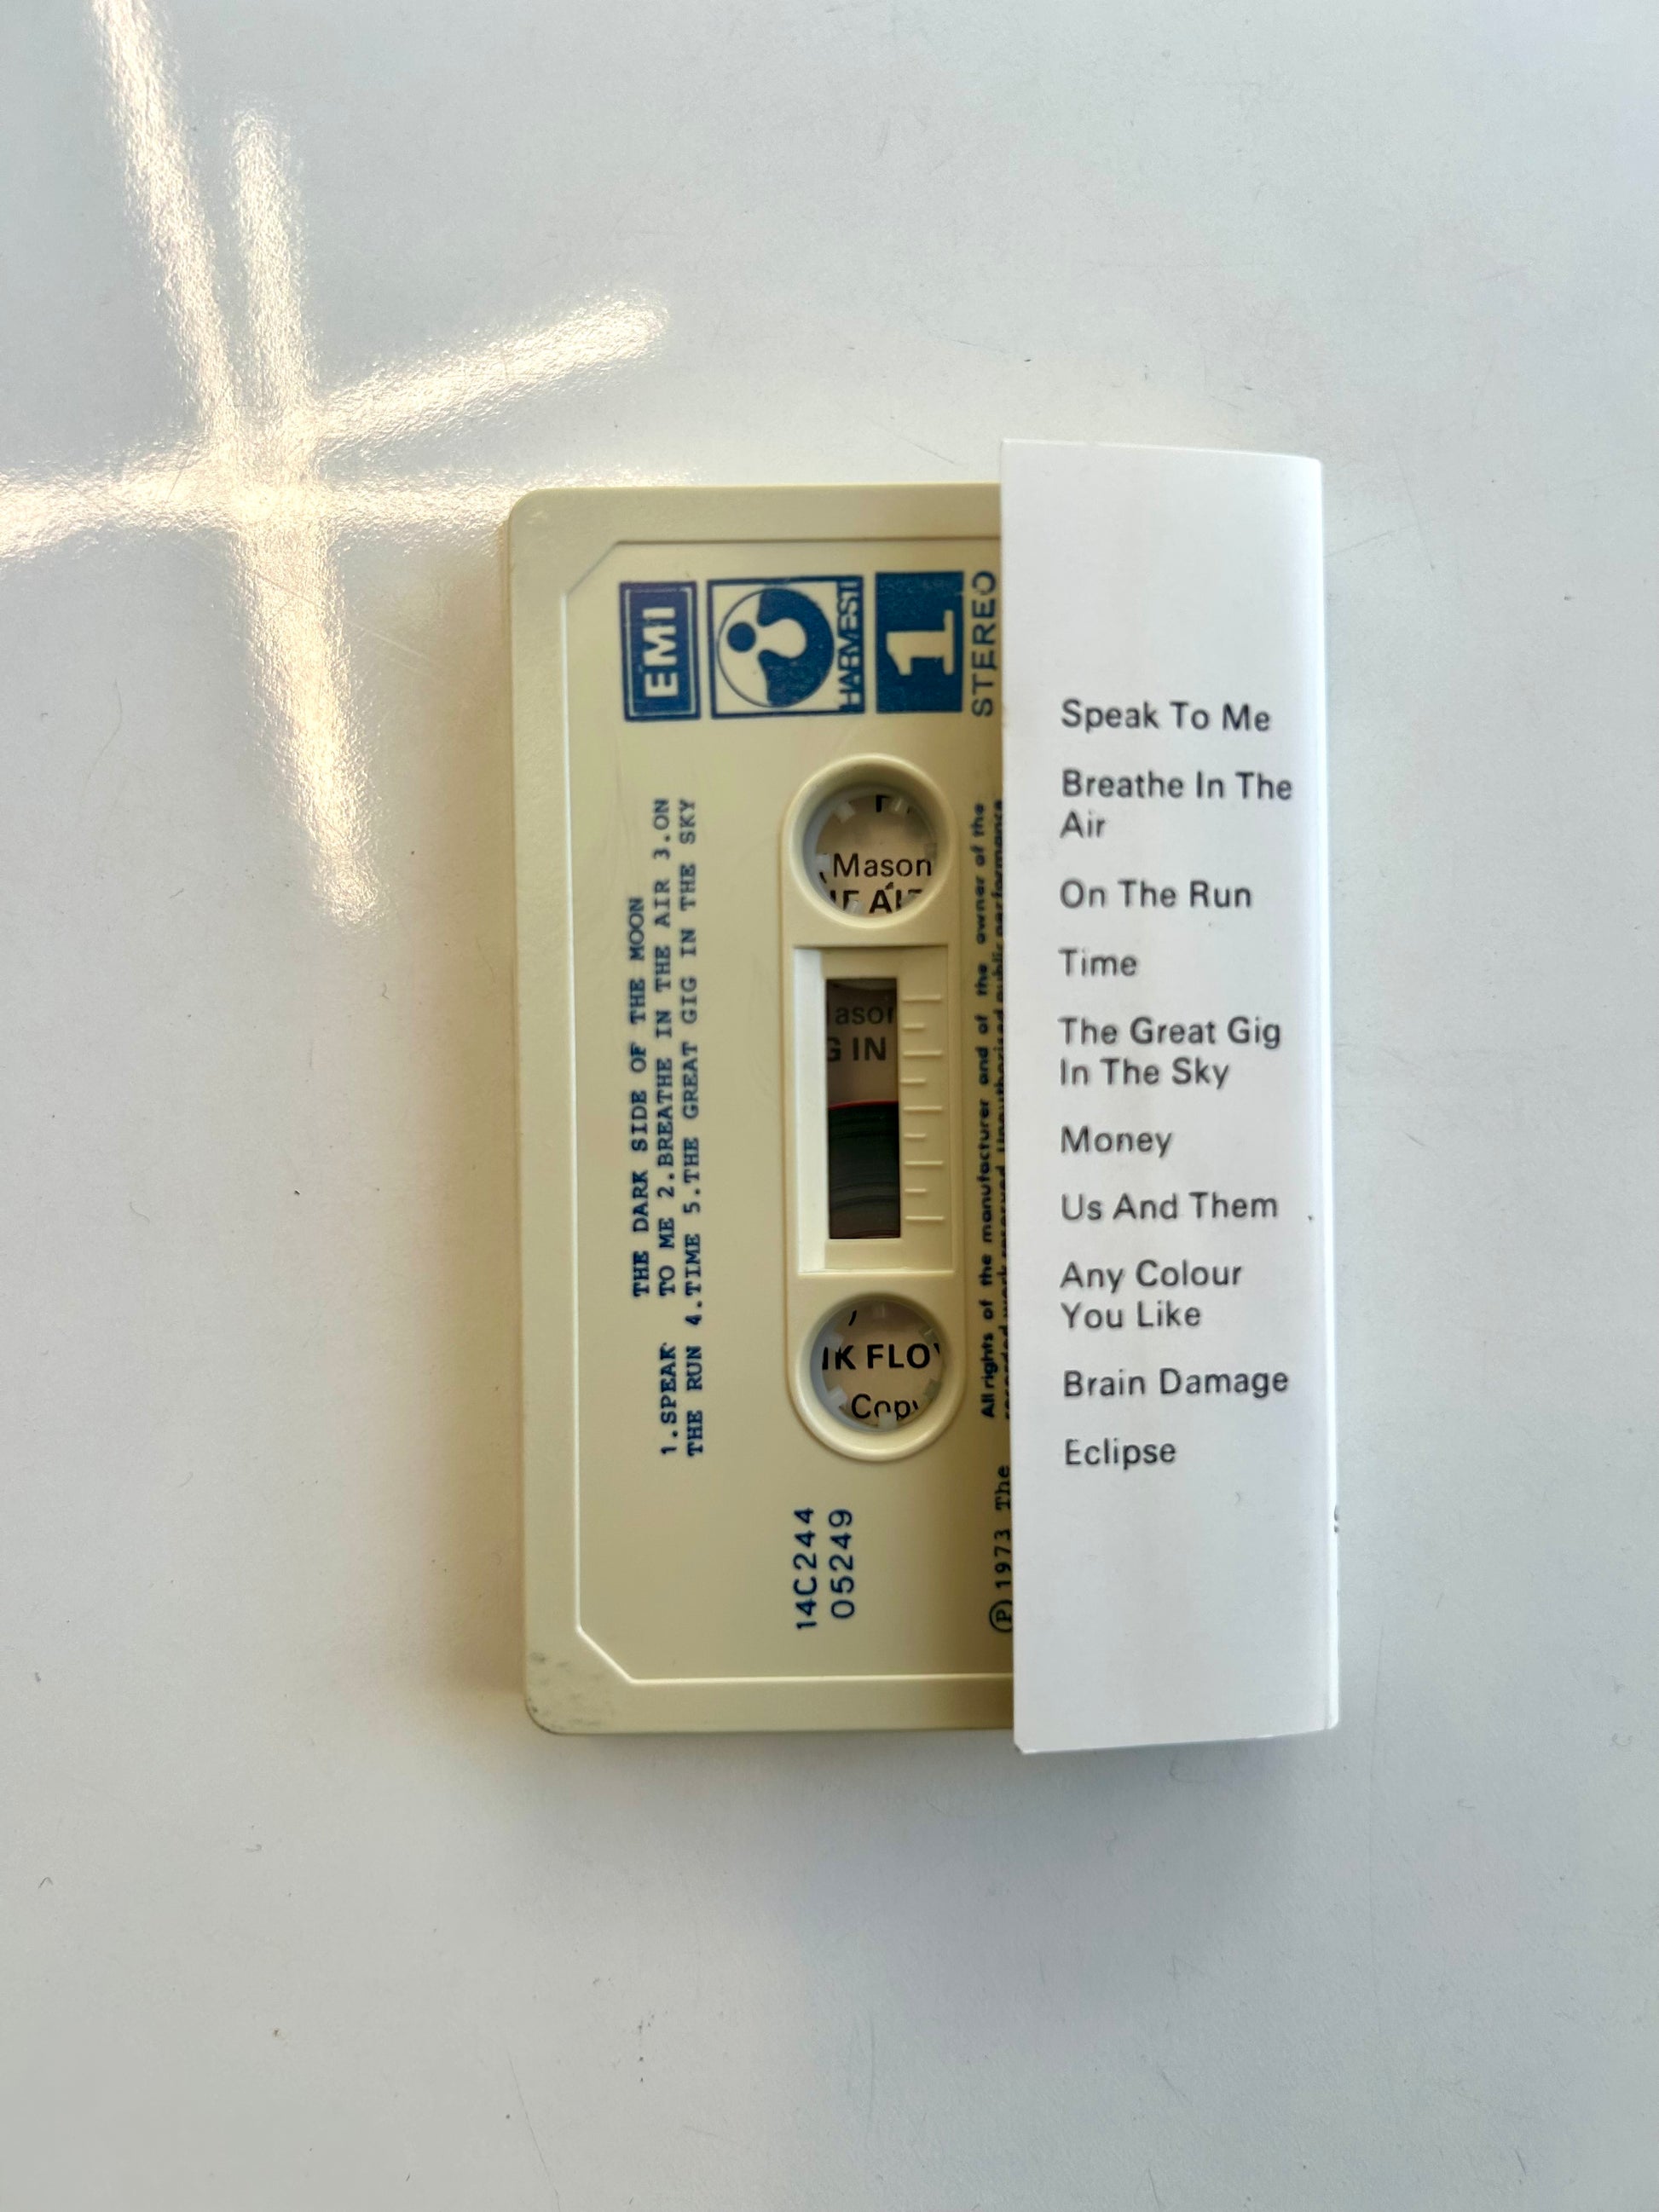 EMI
HARVEST
1
STEREO
THE DARK SIDE OF THE MOON
1.SPEAK TO ME 2.BREATHE IN THE AIR 3.ON
THE RUN 4.TIME 5.THE GREAT GIG IN THE SKY
14C244
05249
Mason
IN
FLO
All rights of the manufacturer and of the owner of the
Ⓟ 1973 The
Speak To Me
Breathe In The
Air
On The Run
Time
The Great Gig
In The Sky
Money
Us And Them
Any Colour
You Like
Brain Damage
Eclipse